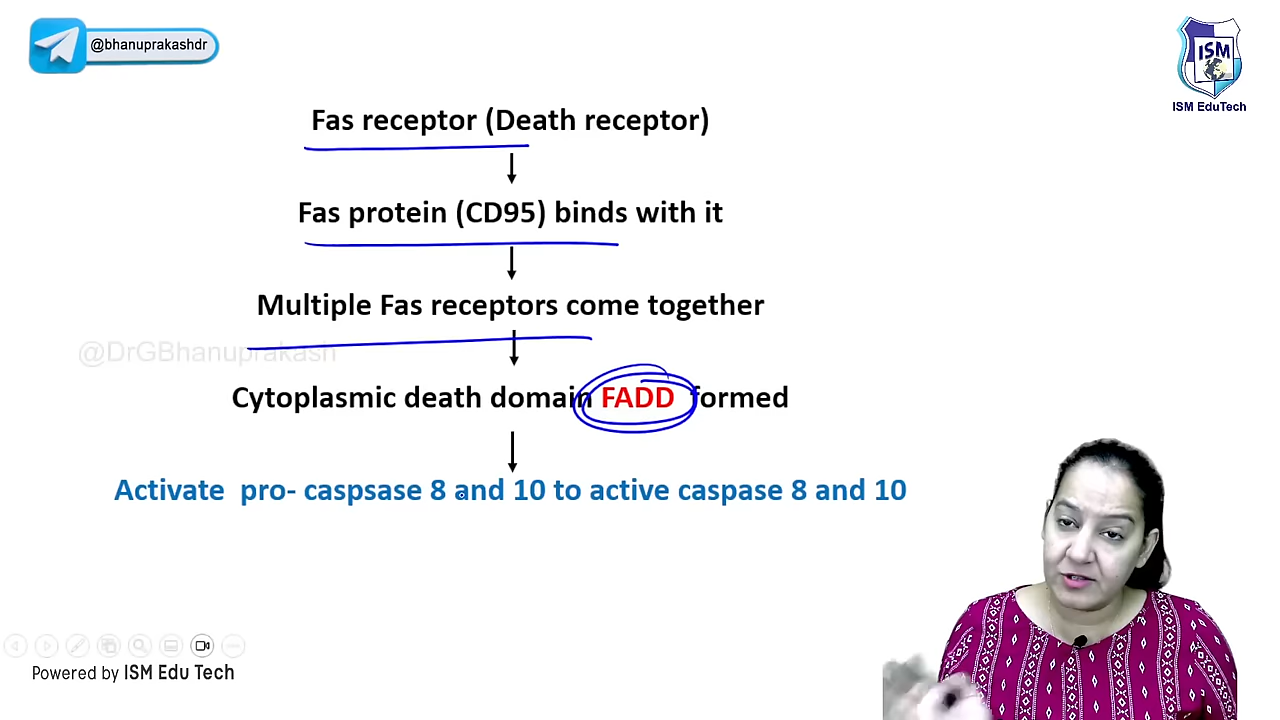 @bhanuprakashdr
ISM
ISM EduTech
Fas receptor (Death receptor)
Fas protein (CD95) binds with it
Multiple Fas receptors come together
@DrGBhanuprakash
Cytoplasmic death domain FADD formed
Activate pro- caspsase 8 and 10 to active caspase 8 and 10
Powered by ISM Edu Tech